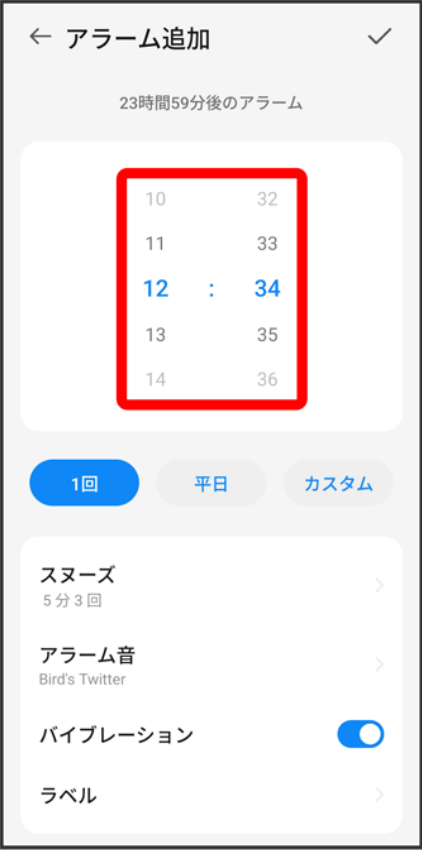 アラーム追加
23時間59分後のアラーム
10 32
11 33
12 : 34
13 35
14 36
1回 平日 カスタム
スヌーズ
5分3回
アラーム音
Bird's Twitter
バイブレーション
ラベル